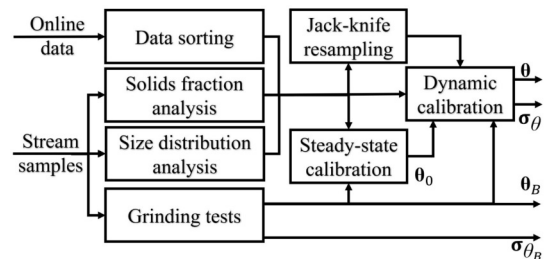 Online
data
Data sorting
Jack-knife
resampling
Solids fraction
analysis
Dynamic
calibration
θ
σθ
Stream
samples
Size distribution
analysis
Steady-state
calibration
θ0
Grinding tests
θB
σθB